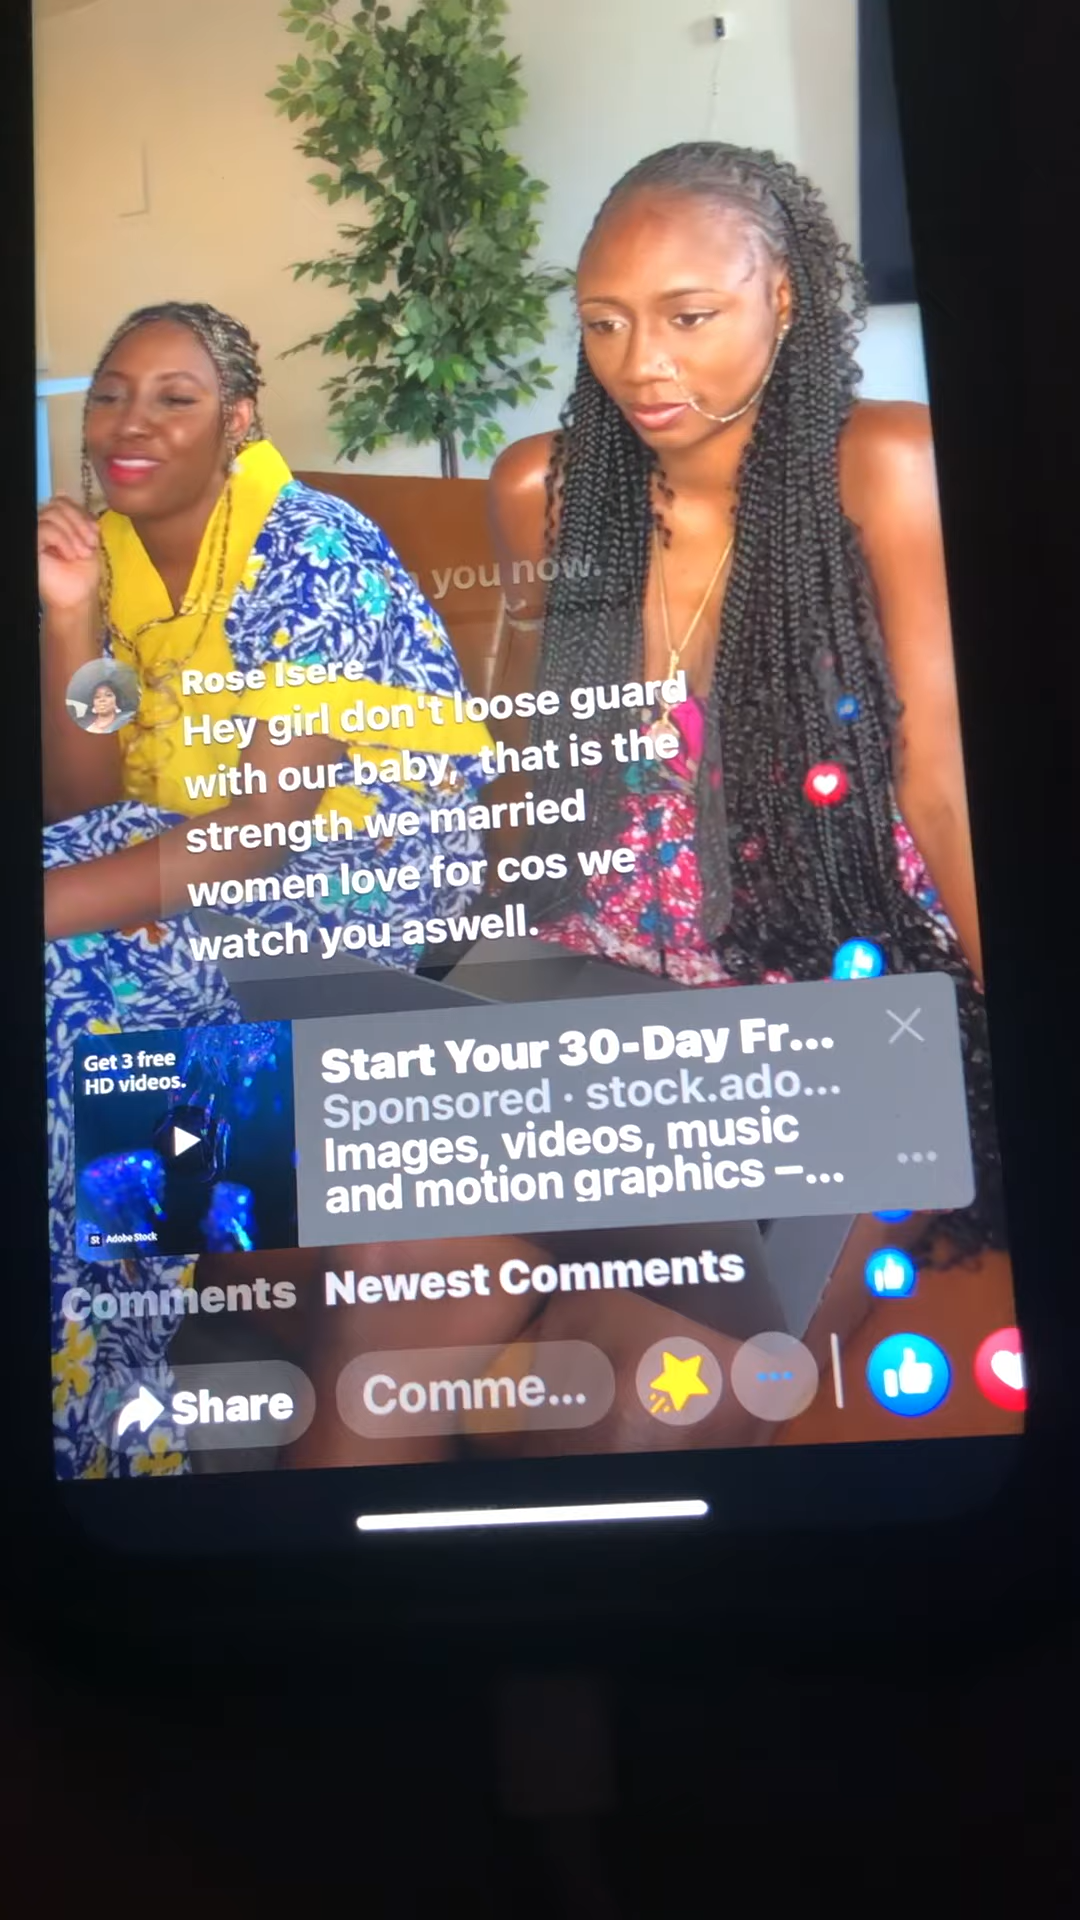 you now.
Rose Isere
Hey girl don't loose guard
with our baby, that is the
strength we married
women love for cos we
watch you aswell.
Get 3 free
HD videos.
St Adobe Stock
Start Your 30-Day Fr...
Sponsored · stock.ado...
Images, videos, music
and motion graphics –...
Comments Newest Comments
Share
Comme...